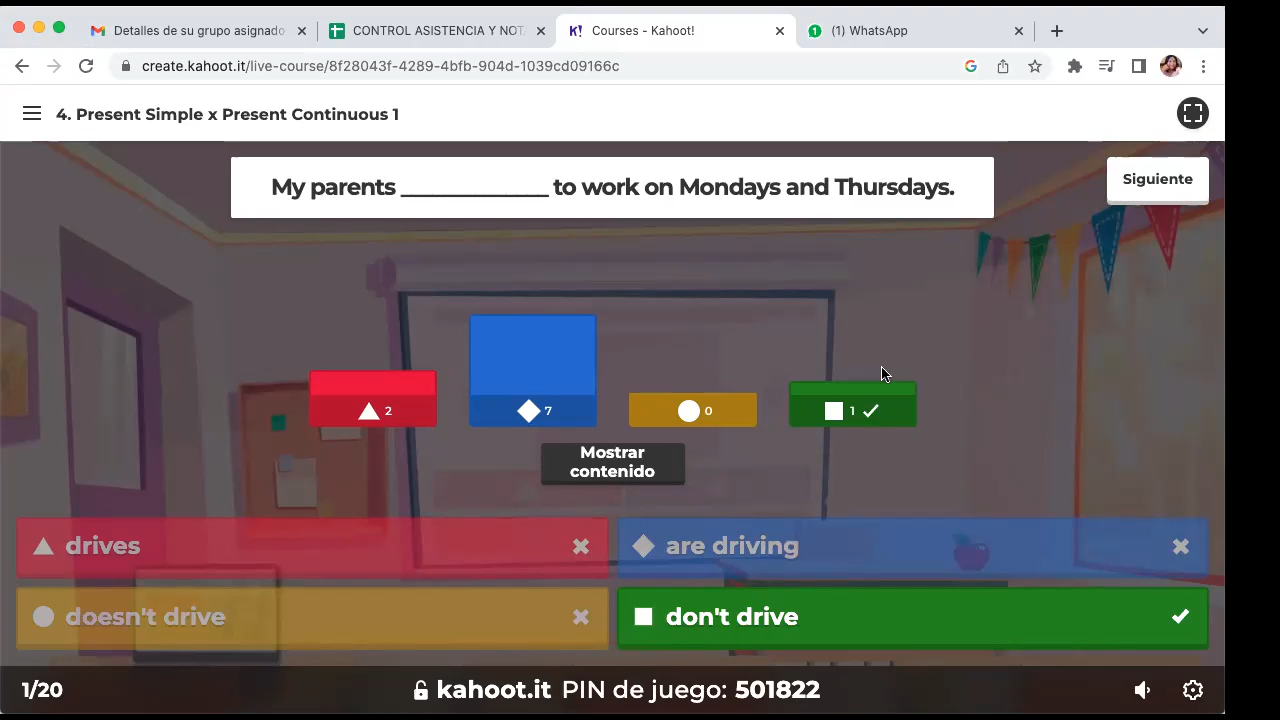 Detalles de su grupo asignado
CONTROL ASISTENCIA Y NOT
K! Courses - Kahoot!
1 (1) WhatsApp
create.kahoot.it/live-course/8f28043f-4289-4bfb-904d-1039cd09166c
4. Present Simple x Present Continuous 1
My parents _____________ to work on Mondays and Thursdays.
Siguiente
2
7
0
1
Mostrar
contenido
drives
are driving
doesn't drive
don't drive
1/20
kahoot.it PIN de juego: 501822